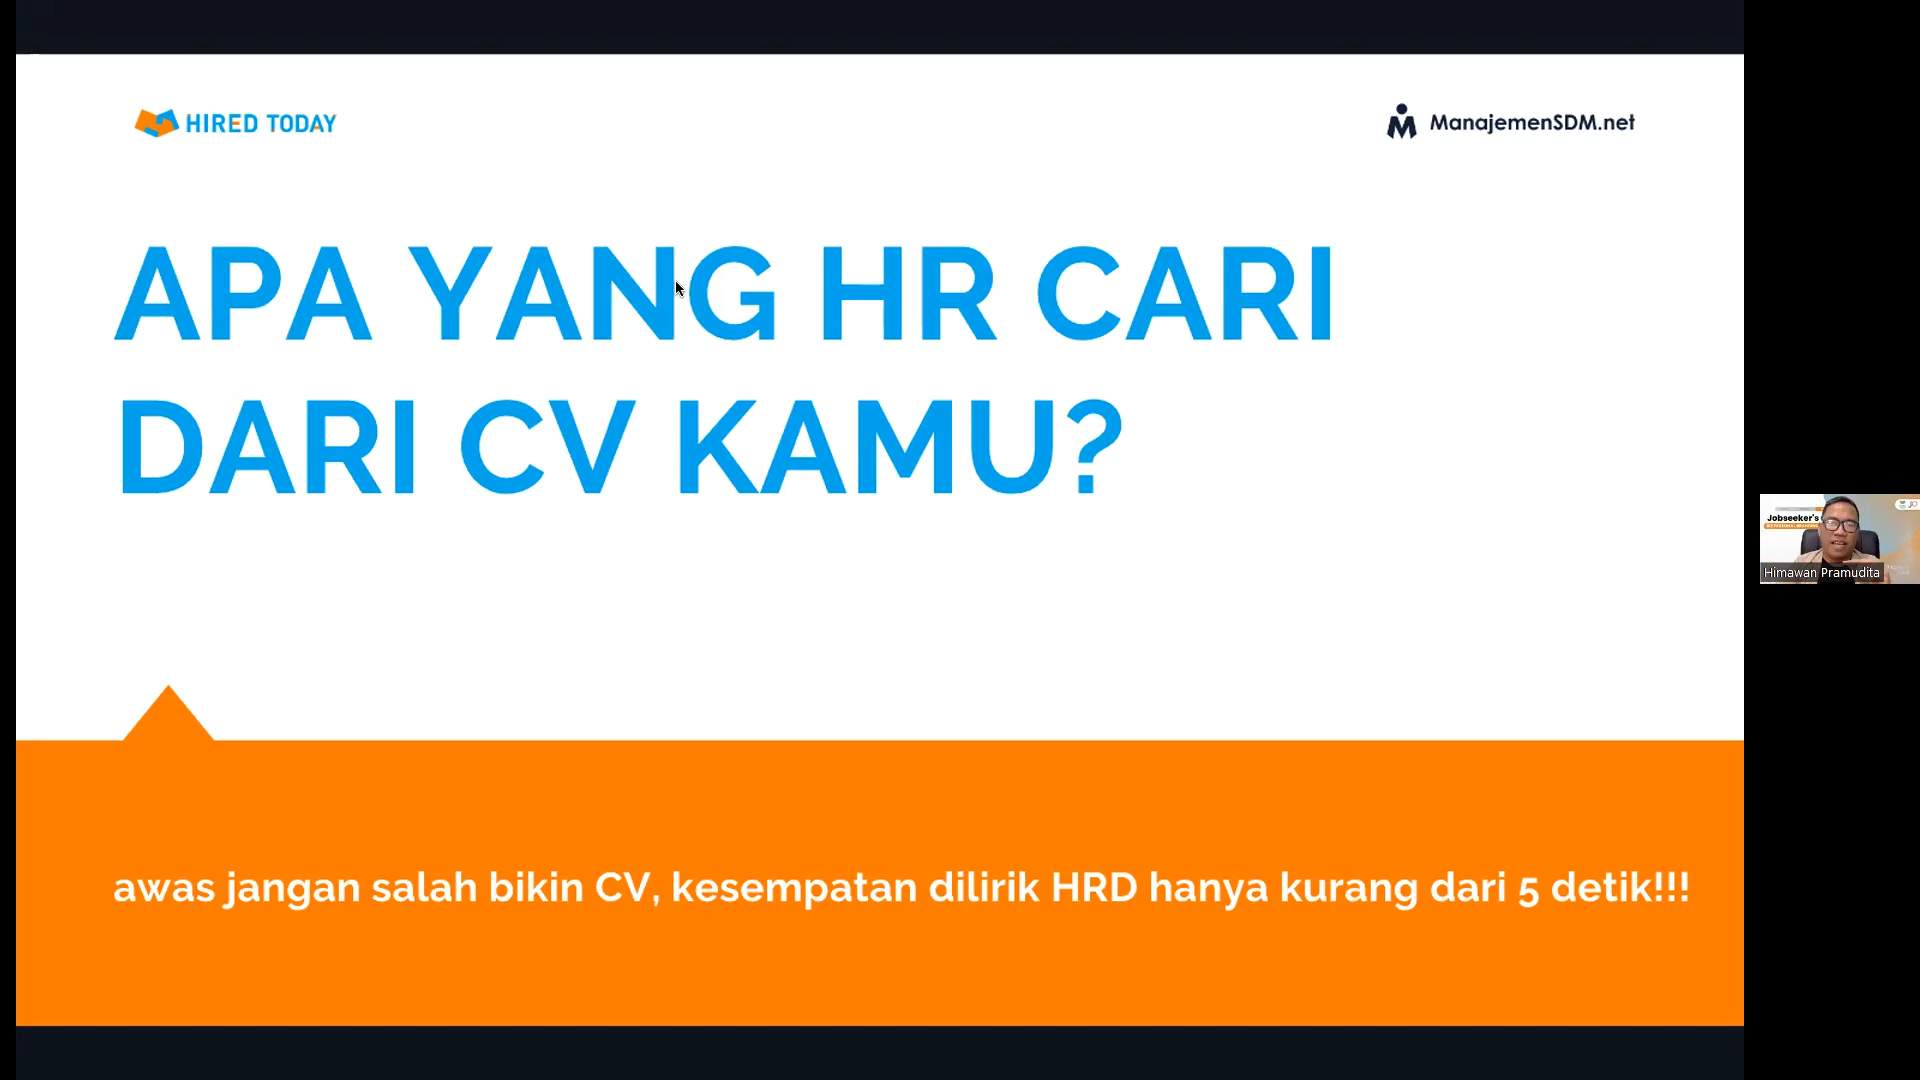 HIRED TODAY
ManajemenSDM.net
APA YANG HR CARI
DARI CV KAMU?
Jobseeker's
Himawan Pramudita
awas jangan salah bikin CV, kesempatan dilirik HRD hanya kurang dari 5 detik!!!